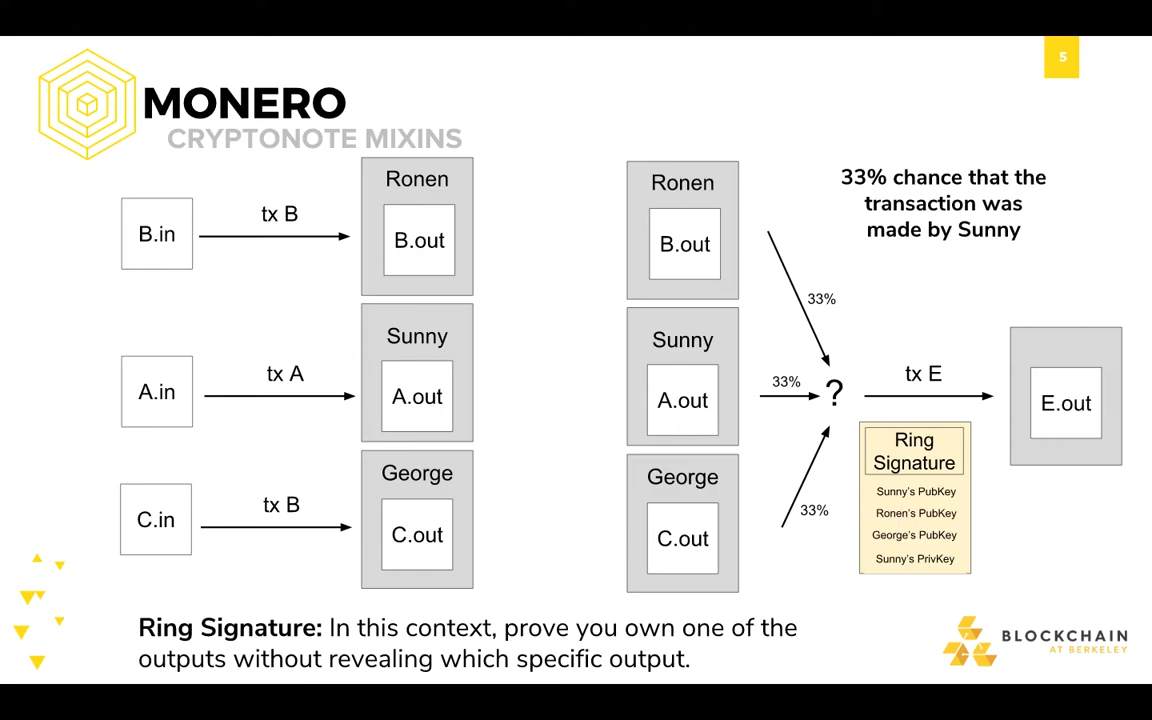 5
MONERO
CRYPTONOTE MIXINS
B.in
tx B
Ronen
B.out
A.in
tx A
Sunny
A.out
C.in
tx B
George
C.out
Ronen
B.out
33%
Sunny
A.out
33%
George
C.out
33%
?
33% chance that the
transaction was
made by Sunny
tx E
E.out
Ring
Signature
Sunny's PubKey
Ronen's PubKey
George's PubKey
Sunny's PrivKey
Ring Signature: In this context, prove you own one of the
outputs without revealing which specific output.
BLOCKCHAIN
AT BERKELEY